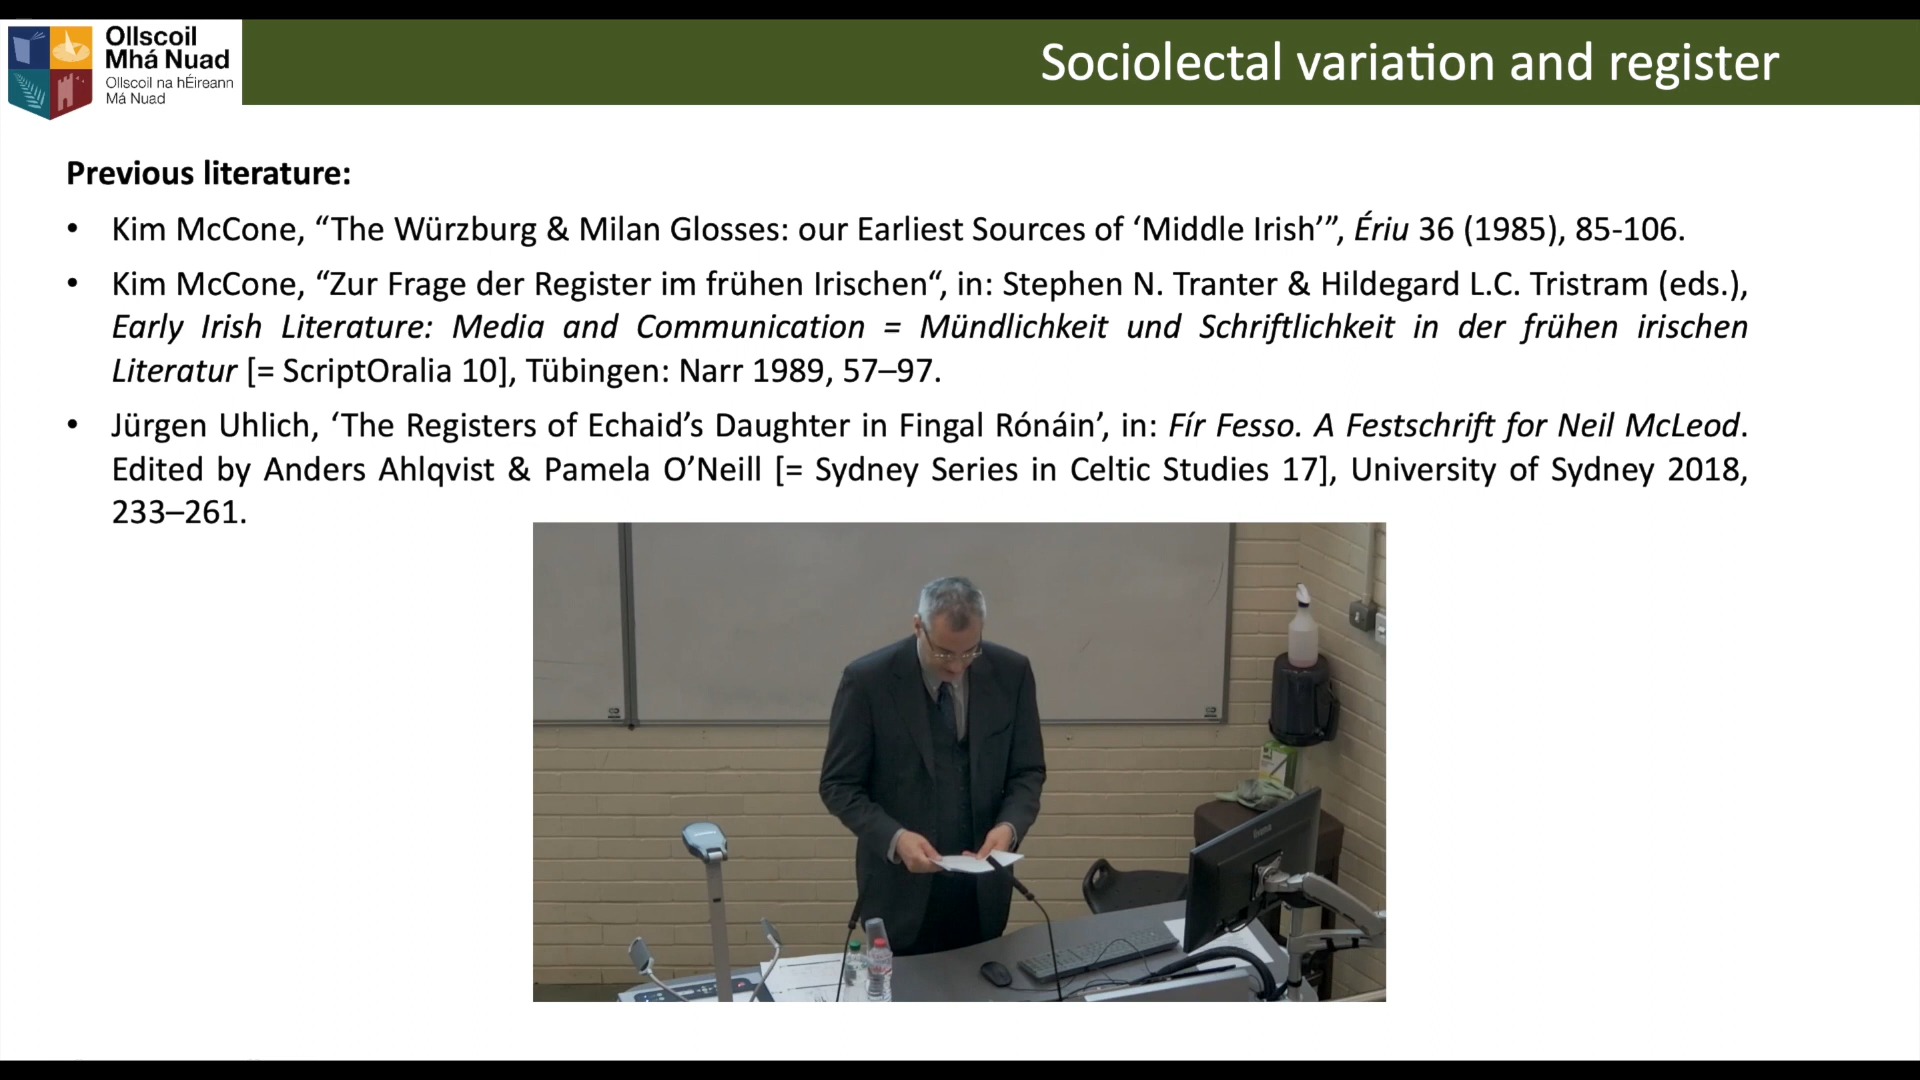 Ollscoil
Mhá Nuad
Ollscoil na hÉireann
Má Nuad
Sociolectal variation and register
Previous literature:
• Kim McCone, “The Würzburg & Milan Glosses: our Earliest Sources of ‘Middle Irish’”, Ériu 36 (1985), 85-106.
• Kim McCone, “Zur Frage der Register im frühen Irischen“, in: Stephen N. Tranter & Hildegard L.C. Tristram (eds.),
Early Irish Literature: Media and Communication = Mündlichkeit und Schriftlichkeit in der frühen irischen
Literatur [= ScriptOralia 10], Tübingen: Narr 1989, 57–97.
• Jürgen Uhlich, ‘The Registers of Echaid’s Daughter in Fingal Rónáin’, in: Fír Fesso. A Festschrift for Neil McLeod.
Edited by Anders Ahlqvist & Pamela O’Neill [= Sydney Series in Celtic Studies 17], University of Sydney 2018,
233–261.